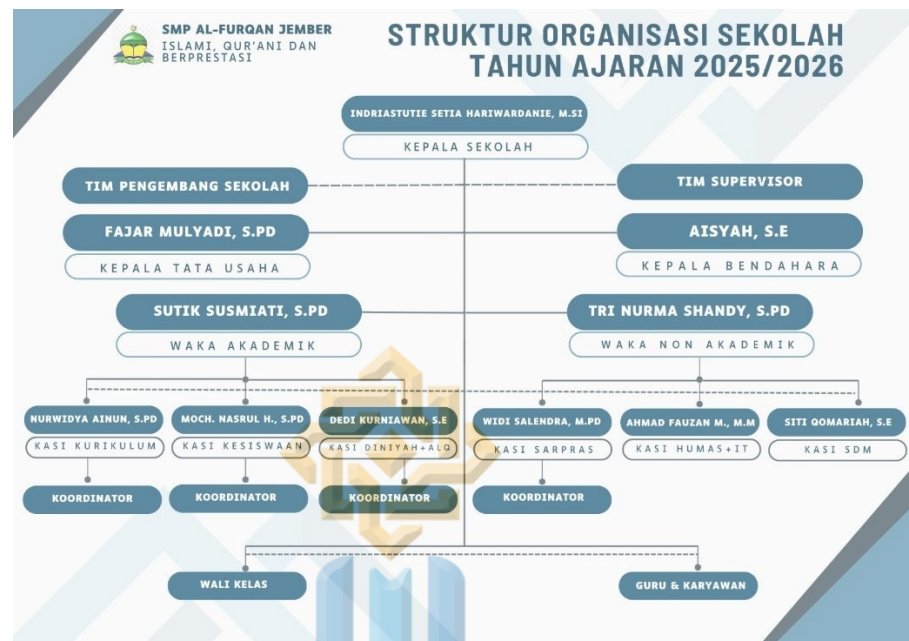 SMP AL-FURQAN JEMBER
ISLAMI, QUR'ANI DAN
BERPRESTASI
STRUKTUR ORGANISASI SEKOLAH
TAHUN AJARAN 2025/2026
INDRIASTUTIE SETIA HARIWARDANIE, M.SI
KEPALA SEKOLAH
TIM PENGEMBANG SEKOLAH
TIM SUPERVISOR
FAJAR MULYADI, S.PD
KEPALA TATA USAHA
AISYAH, S.E
KEPALA BENDAHARA
SUTIK SUSMIATI, S.PD
WAKA AKADEMIK
TRI NURMA SHANDY, S.PD
WAKA NON AKADEMIK
NURWIDYA AINUN, S.PD
KASI KURIKULUM
KOORDINATOR
MOCH. NASRUL H., S.PD
KASI KESISWAAN
KOORDINATOR
DEDI KURNIAWAN, S.E
KASI DINIYAH+ALQ
KOORDINATOR
WIDI SALENDRA, M.PD
KASI SARPRAS
KOORDINATOR
AHMAD FAUZAN M., M.M
KASI HUMAS+IT
SITI QOMARIAH, S.E
KASI SDM
WALI KELAS
GURU & KARYAWAN